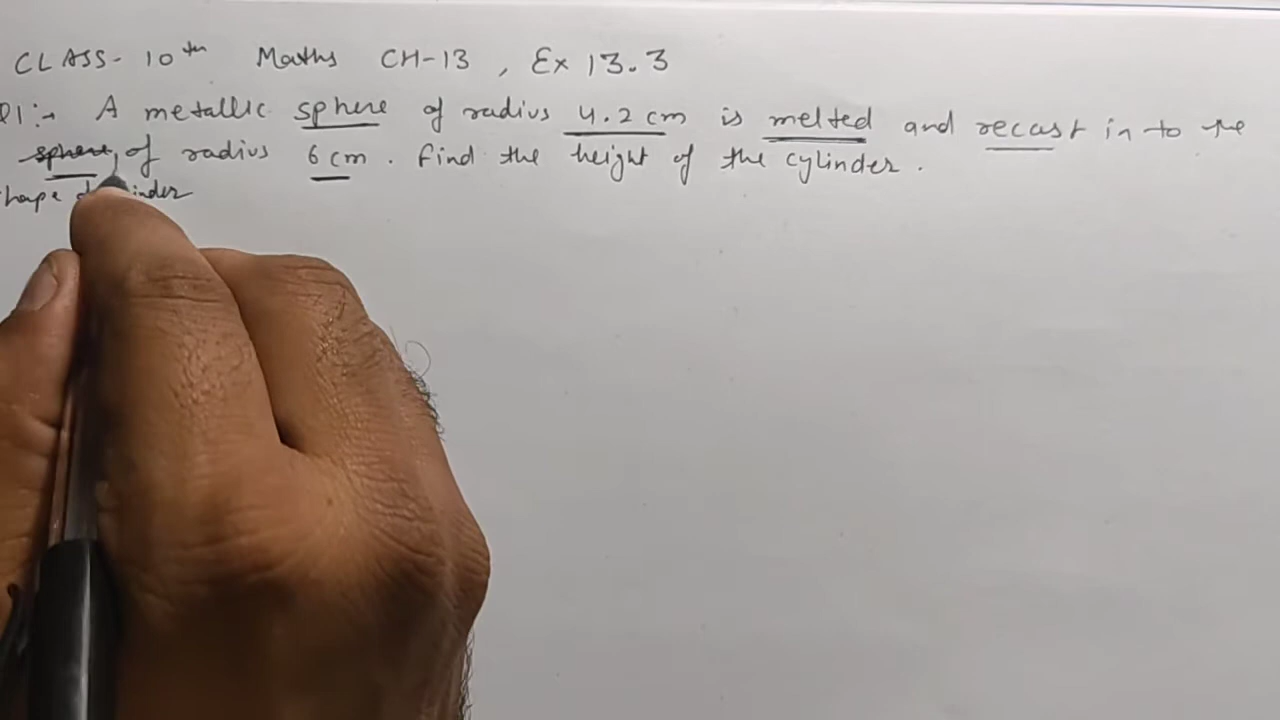 CLASS- 10th Maths CH-13, Ex 13.3
Q1:→ A metallic sphere of radius 4.2 cm is melted and recast in to the
sphere, of radius 6 cm. Find the height of the cylinder.